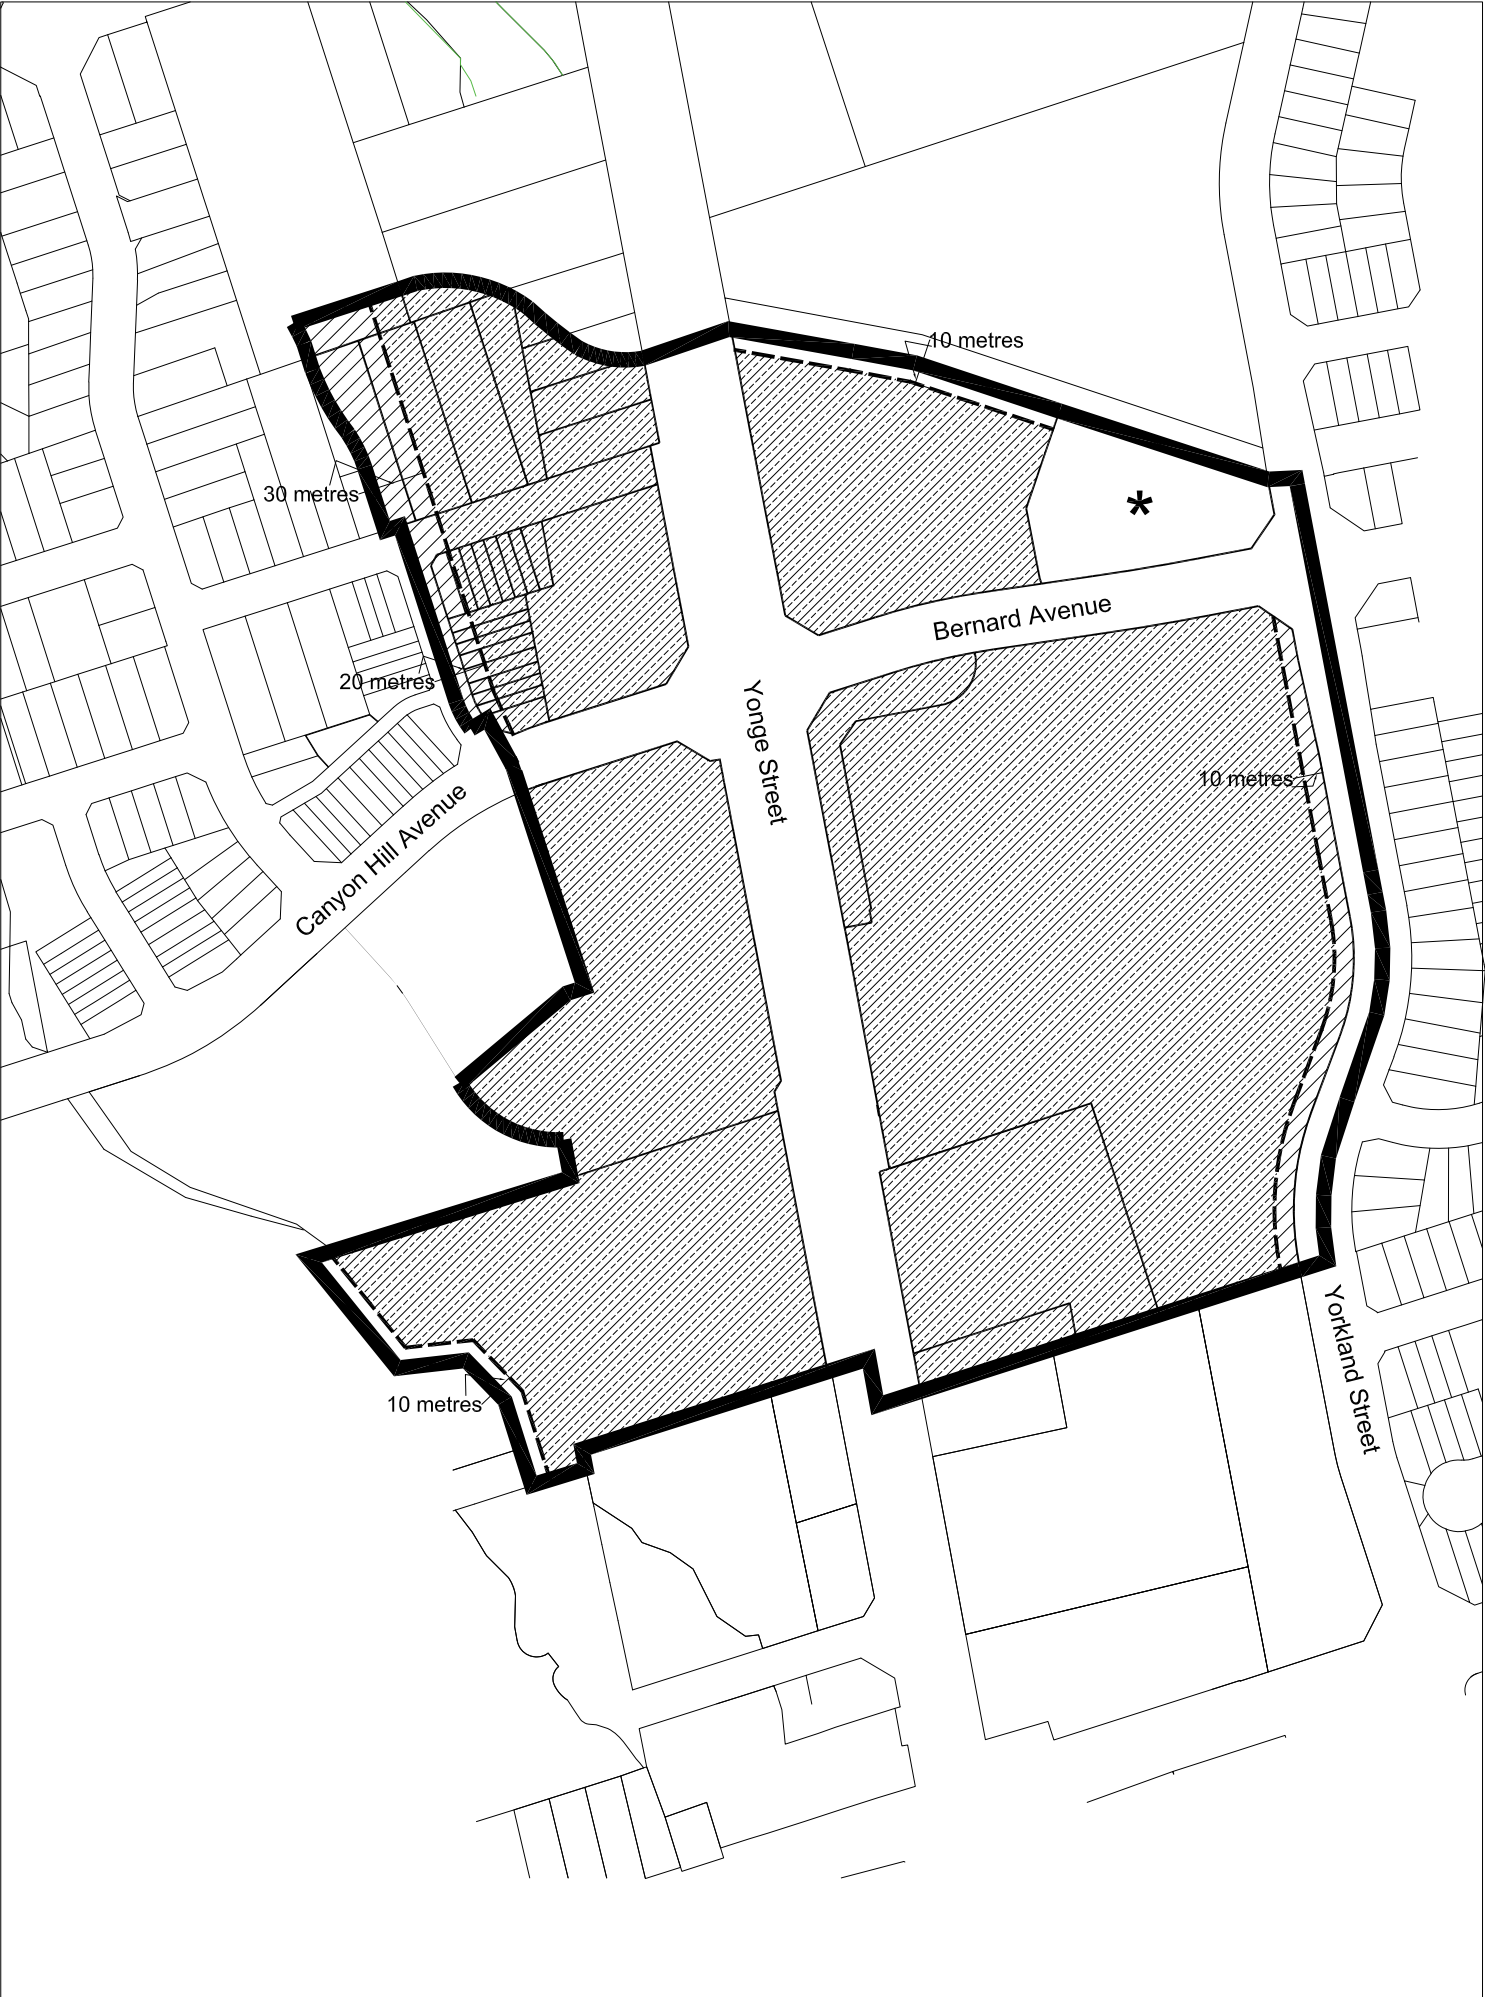 10 metres
30 metres
*
Bernard Avenue
20 metres
Yonge Street
10 metres
Canyon Hill Avenue
Yorkland Street
10 metres